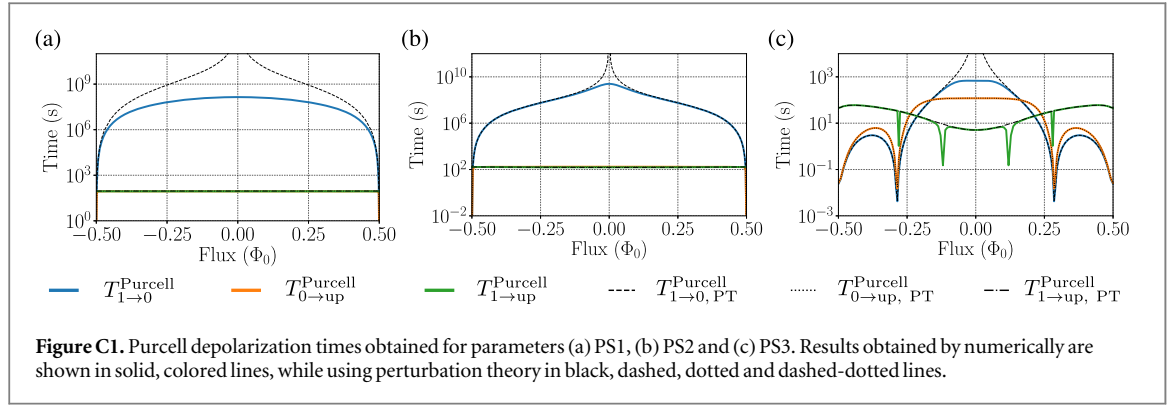 (a)
(b)
(c)
Time (s)
10^9
10^6
10^3
10^0
−0.50 −0.25 0.00 0.25 0.50
Flux (Φ_0)
Time (s)
10^10
10^6
10^2
10^−2
−0.50 −0.25 0.00 0.25 0.50
Flux (Φ_0)
Time (s)
10^3
10^1
10^−1
10^−3
−0.50 −0.25 0.00 0.25 0.50
Flux (Φ_0)
T^Purcell_1→0 T^Purcell_0→up T^Purcell_1→up T^Purcell_1→0, PT T^Purcell_0→up, PT T^Purcell_1→up, PT
Figure C1. Purcell depolarization times obtained for parameters (a) PS1, (b) PS2 and (c) PS3. Results obtained by numerically are
shown in solid, colored lines, while using perturbation theory in black, dashed, dotted and dashed-dotted lines.